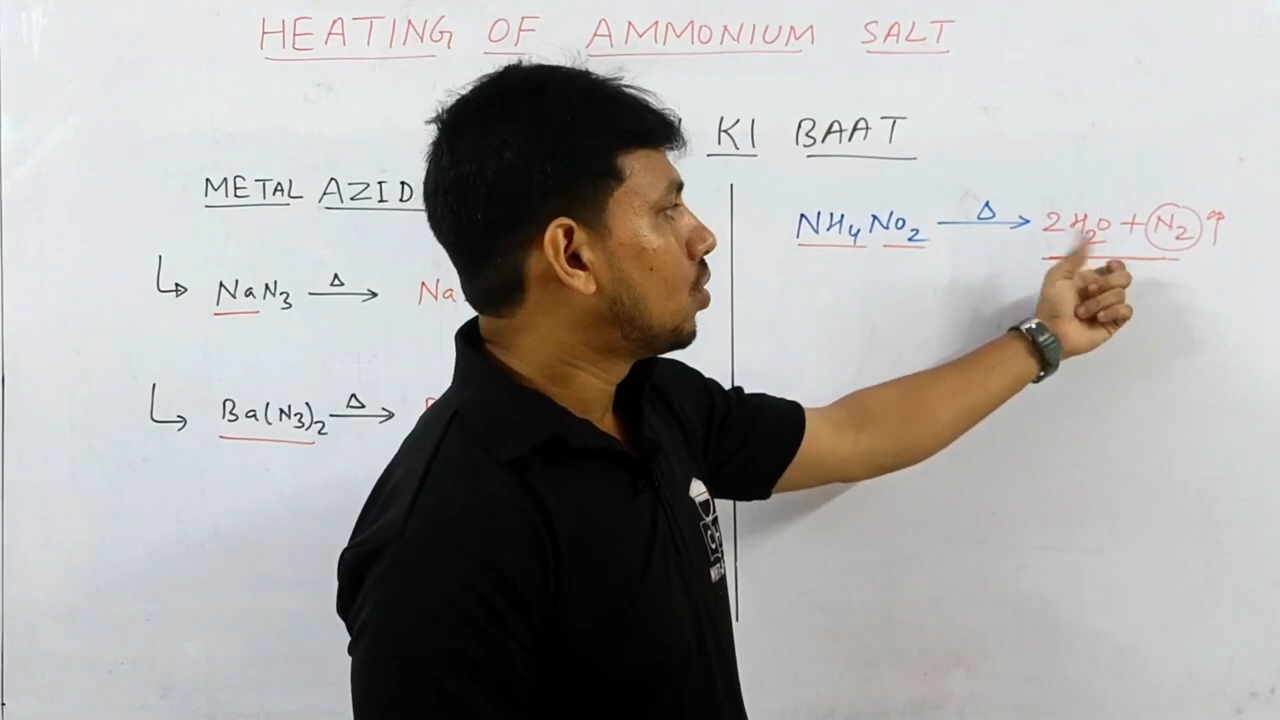 HEATING OF AMMONIUM SALT
KI BAAT
METAL AZID
NaN3 —Δ→ Na
Ba(N3)2 —Δ→
NH4NO2 —Δ→ 2H2O + N2 ↑